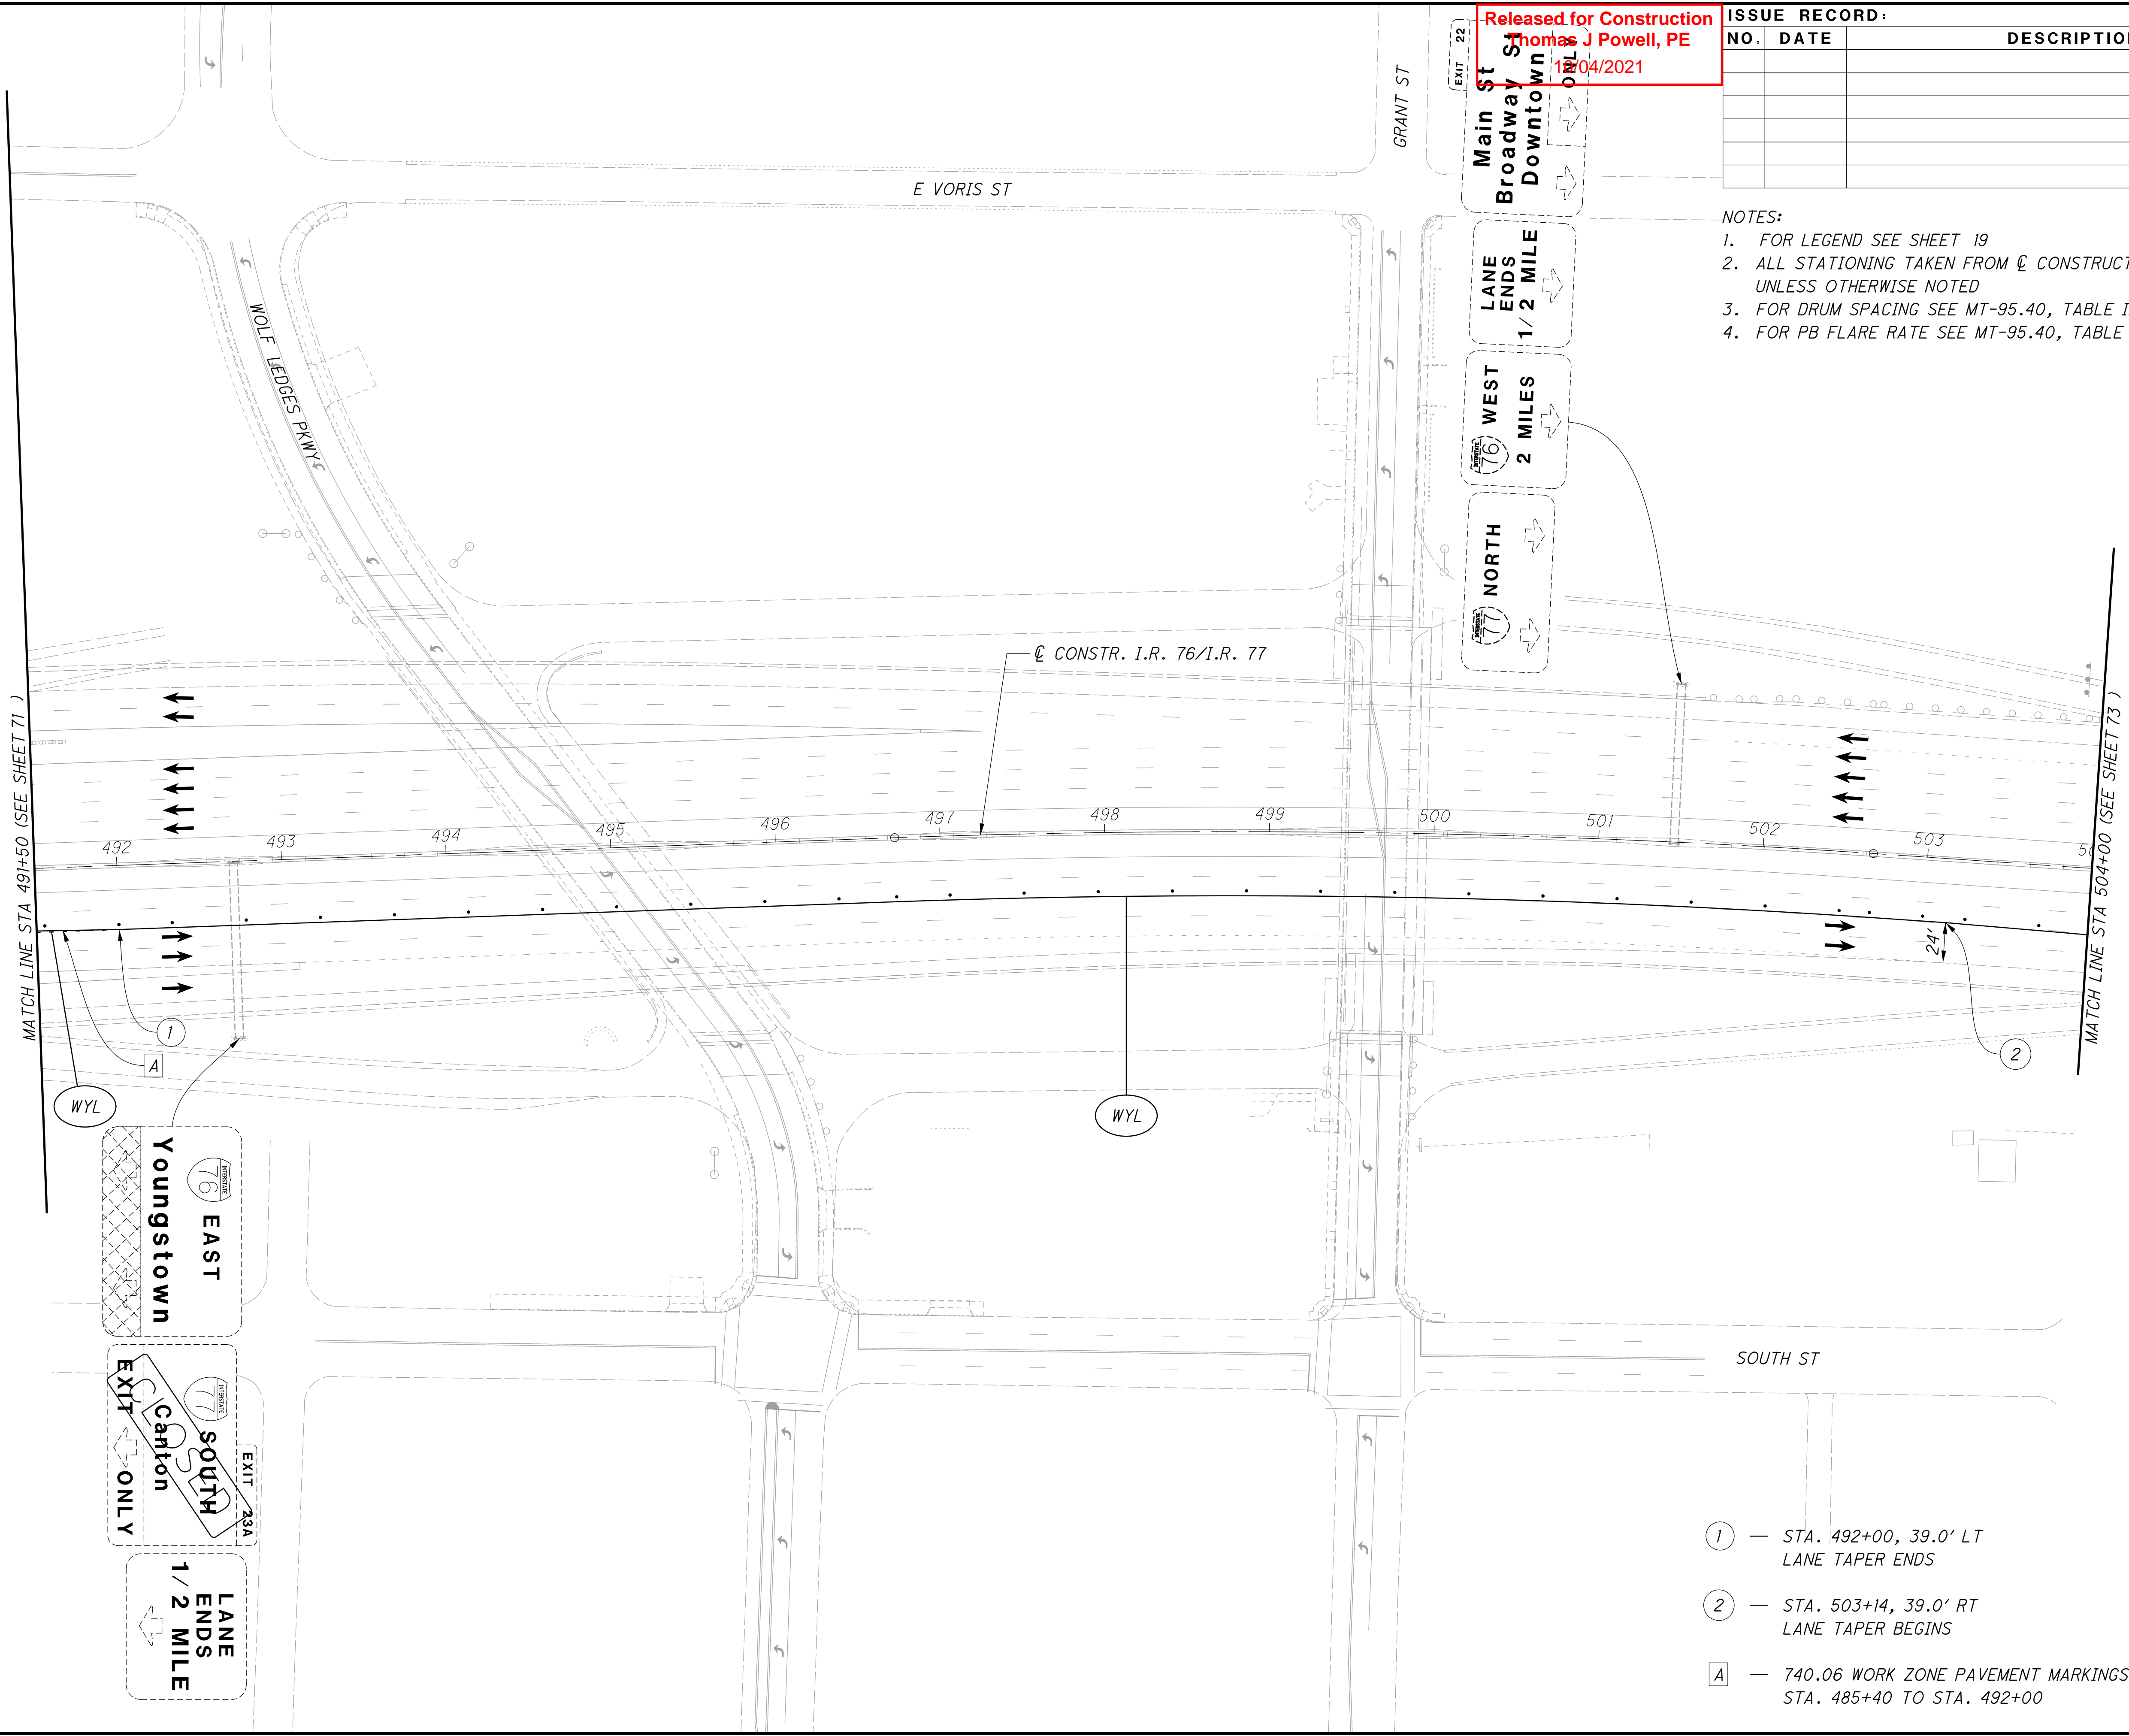 Released for Construction
Thomas J Powell, PE
ISSUE RECORD:
NO. DATE
EXIT 22
Main St
Broadway St
Downtown
ONLY
GRANT ST
E VORIS ST
LANE
ENDS
1/2 MILE
INTERSTATE
76
WEST
2 MILES
INTERSTATE
77
NORTH
NOTES:
1. FOR LEGEND SEE SHEET 19
2. ALL STATIONING TAKEN FROM ℄
UNLESS OTHERWISE NOTED
3. FOR DRUM SPACING SEE MT-95.40, TABLE
4. FOR PB FLARE RATE SEE MT-95.40, TABLE
WOLF LEDGES PKWY
℄ CONSTR. I.R. 76/I.R. 77
MATCH LINE STA 491+50 (SEE SHEET 71 )
MATCH LINE STA 504+00 (SEE SHEET 73 )
492 493 494 495 496 497 498 499 500 501 502 503
24'
1
A
WYL
WYL
2
INTERSTATE
76
EAST
Youngstown
EXIT 23A
INTERSTATE
77
SOUTH
Canton
EXIT ONLY
CLOSED
LANE
ENDS
1/2 MILE
SOUTH ST
1 — STA. 492+00, 39.0' LT
LANE TAPER ENDS
2 — STA. 503+14, 39.0' RT
LANE TAPER BEGINS
A — 740.06 WORK ZONE PAVEMENT MARKINGS
STA. 485+40 TO STA. 492+00